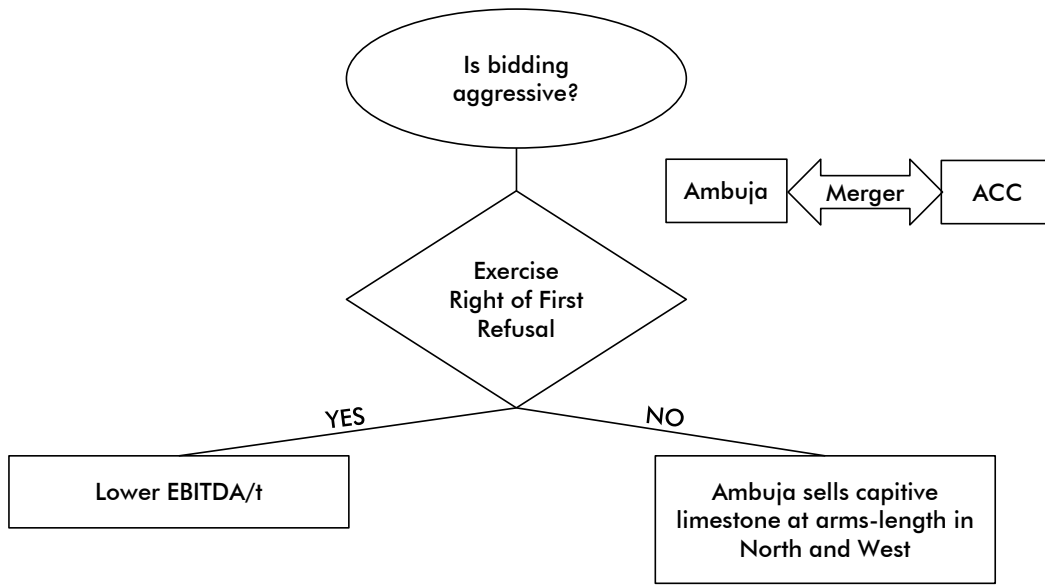 Is bidding
aggressive?
Ambuja
Merger
ACC
Exercise
Right of First
Refusal
YES
NO
Lower EBITDA/t
Ambuja sells capitive
limestone at arms-length in
North and West